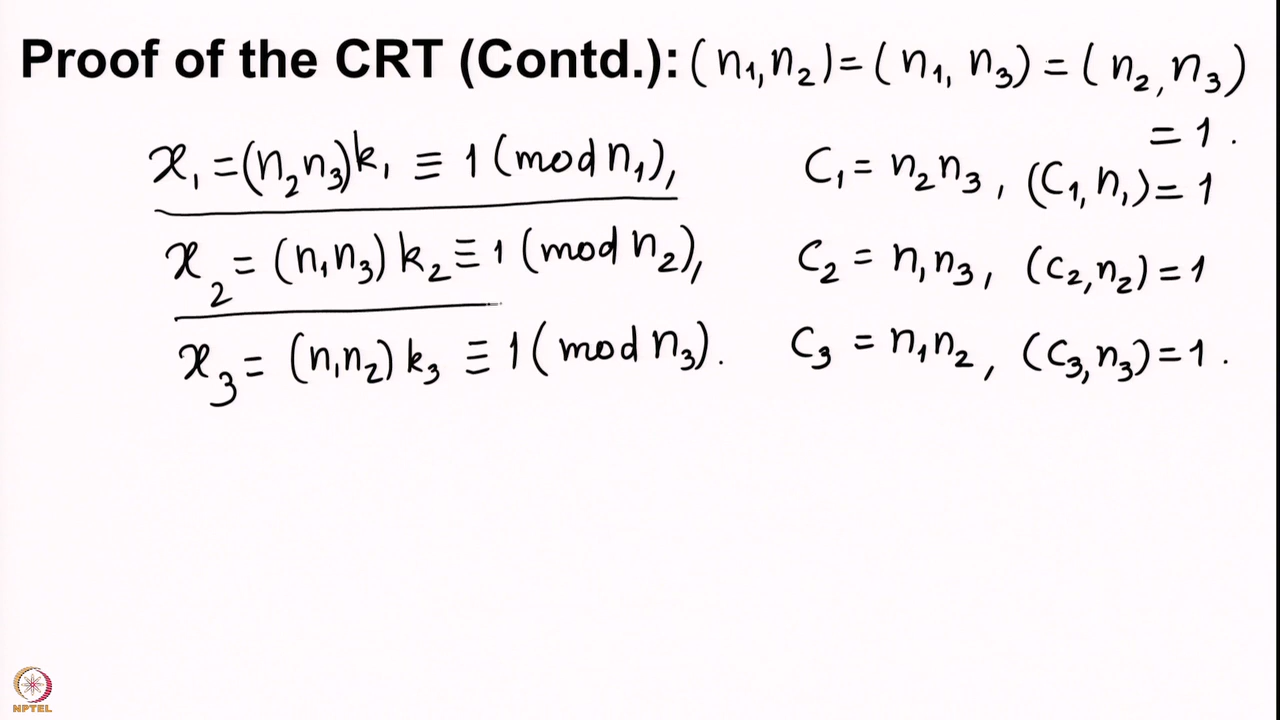 Proof of the CRT (Contd.): (n₁, n₂) = (n₁, n₃) = (n₂, n₃)
= 1 .
x₁ = (n₂n₃)k₁ ≡ 1 (mod n₁),
C₁ = n₂n₃ , (C₁, n₁) = 1
x₂ = (n₁n₃) k₂ ≡ 1 (mod n₂),
C₂ = n₁n₃ , (C₂, n₂) = 1
x₃ = (n₁n₂) k₃ ≡ 1 (mod n₃) .
C₃ = n₁n₂ , (C₃, n₃) = 1 .
NPTEL